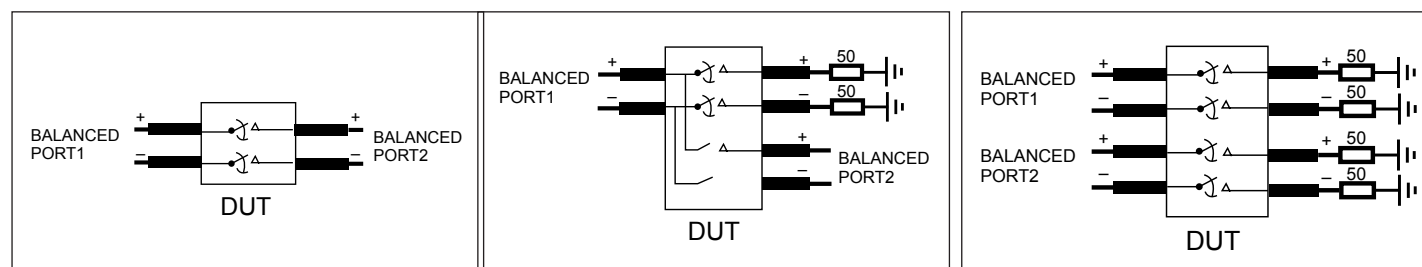 + +
BALANCED
PORT1
– –
BALANCED
PORT2
DUT
+ + 50
BALANCED
PORT1
– – 50
+
BALANCED
PORT2
–
DUT
+ + 50
BALANCED
PORT1
– – 50
+ + 50
BALANCED
PORT2
– – 50
DUT